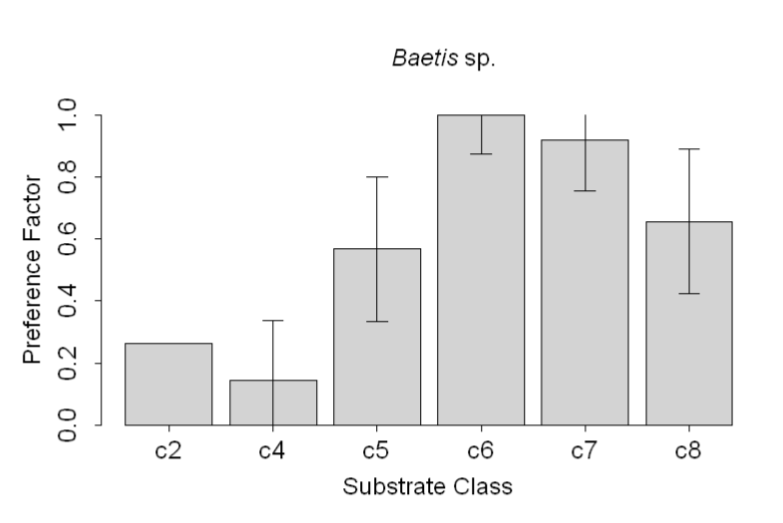 Baetis sp.
Preference Factor
1.0
0.8
0.6
0.4
0.2
0.0
c2 c4 c5 c6 c7 c8
Substrate Class